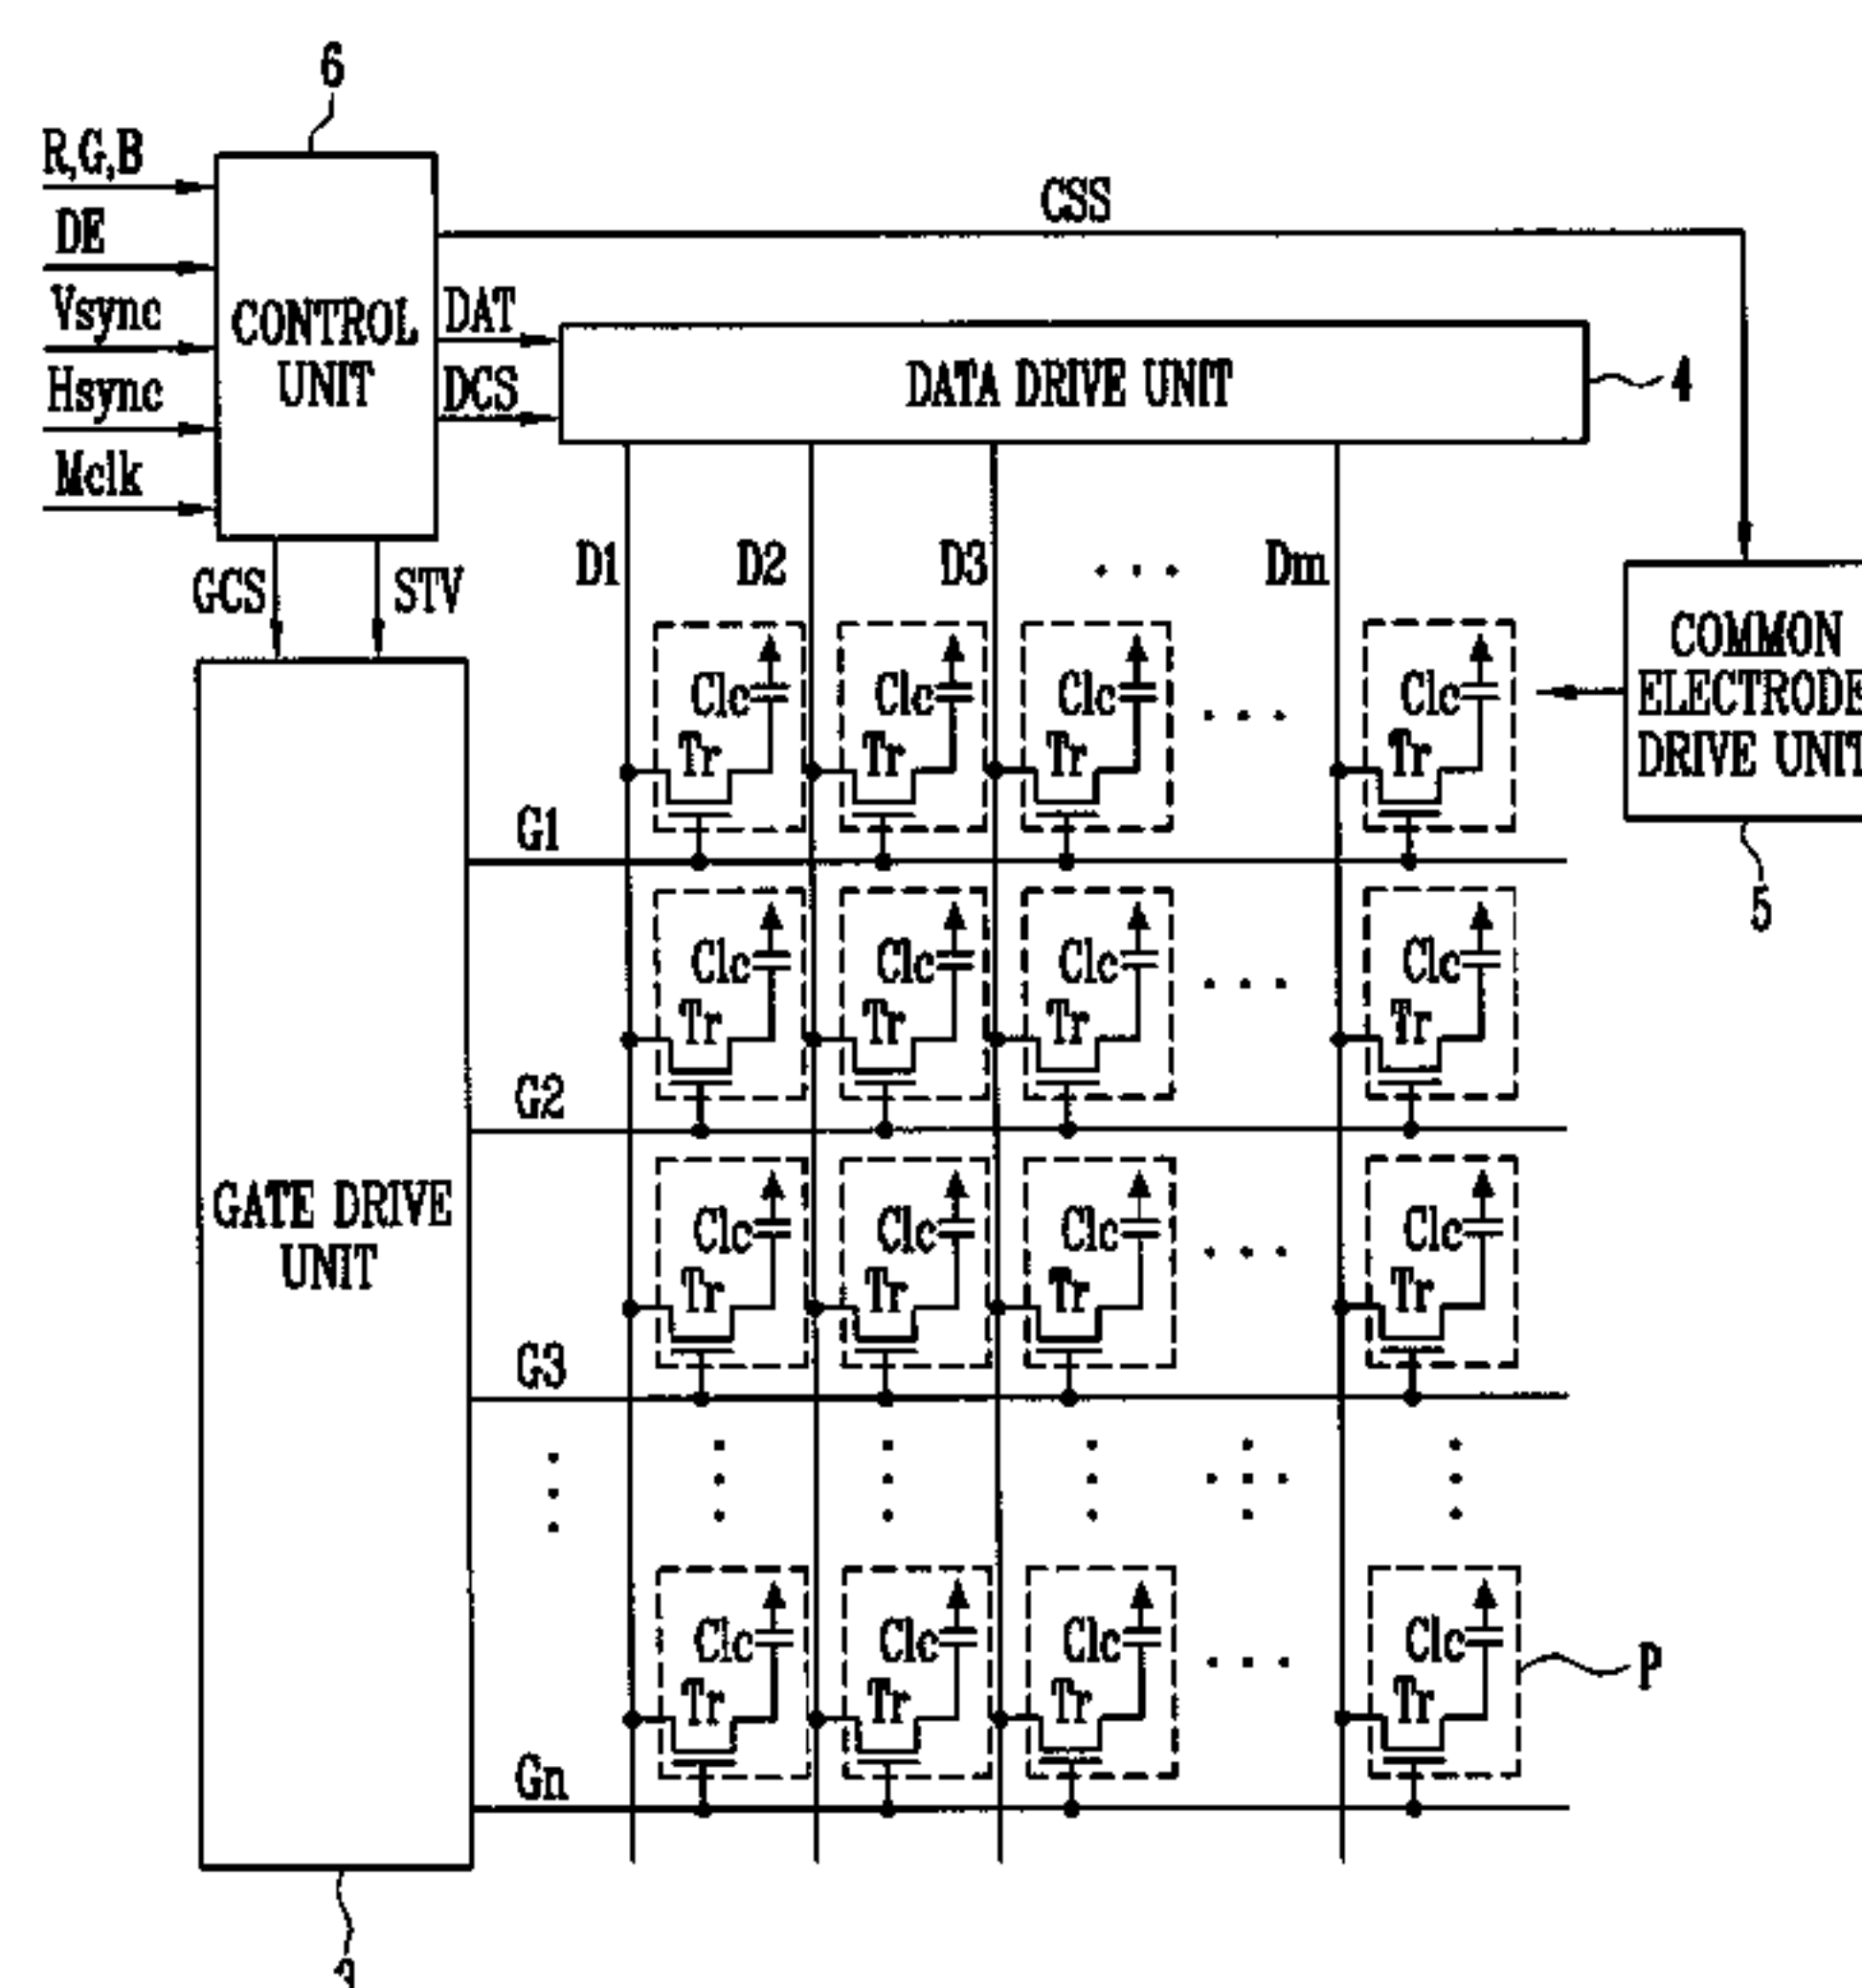 6
R,G,B
DE
Vsync
Hsync
Mclk
CONTROL
UNIT
CSS
DAT
DCS
DATA DRIVE UNIT
4
GCS
STV
D1
D2
D3
. . .
Dm
COMMON
ELECTRODE
DRIVE UNIT
5
Clc
Clc
Clc
. . .
Clc
Tr
Tr
Tr
Tr
G1
Clc
Clc
Clc
. . .
Clc
Tr
Tr
Tr
Tr
G2
GATE DRIVE
UNIT
Clc
Clc
Clc
. . .
Clc
Tr
Tr
Tr
Tr
G3
Clc
Clc
Clc
. . .
Clc
P
Tr
Tr
Tr
Tr
Gn